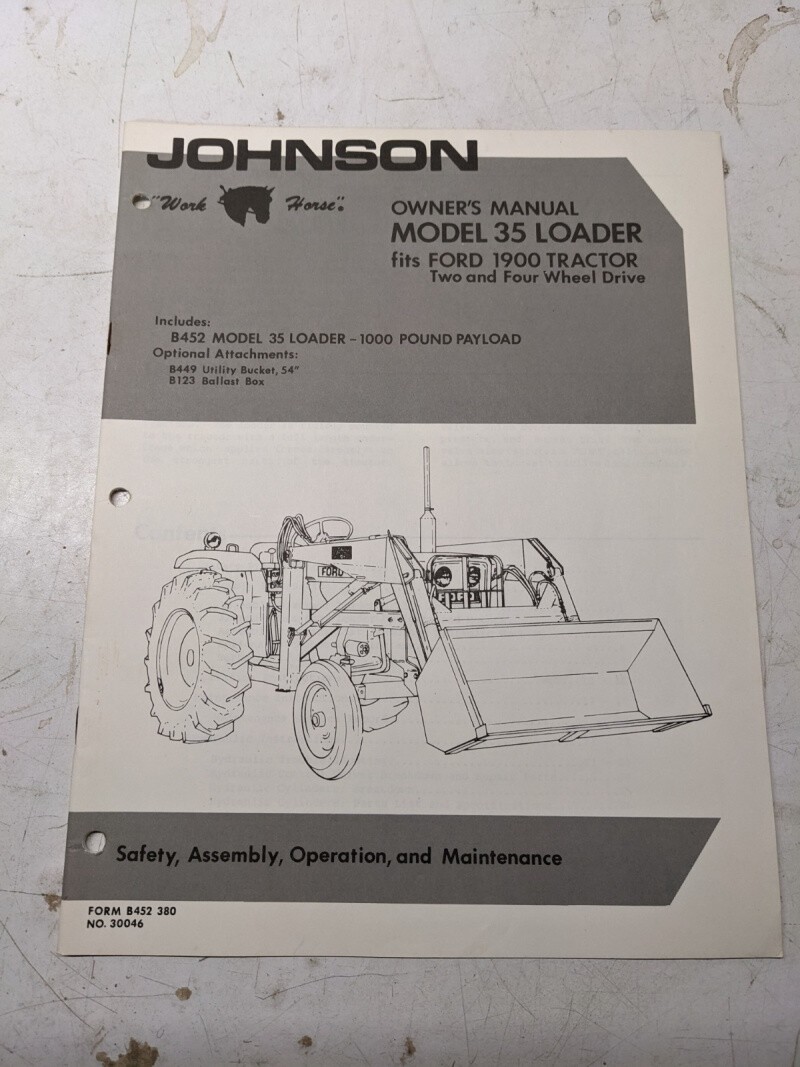 JOHNSON
"Work Horse".
OWNER'S MANUAL
MODEL 35 LOADER
fits FORD 1900 TRACTOR
Two and Four Wheel Drive
Includes:
B452 MODEL 35 LOADER – 1000 POUND PAYLOAD
Optional Attachments:
B449 Utility Bucket, 54"
B123 Ballast Box
FORD
Safety, Assembly, Operation, and Maintenance
FORM B452 380
NO. 30046